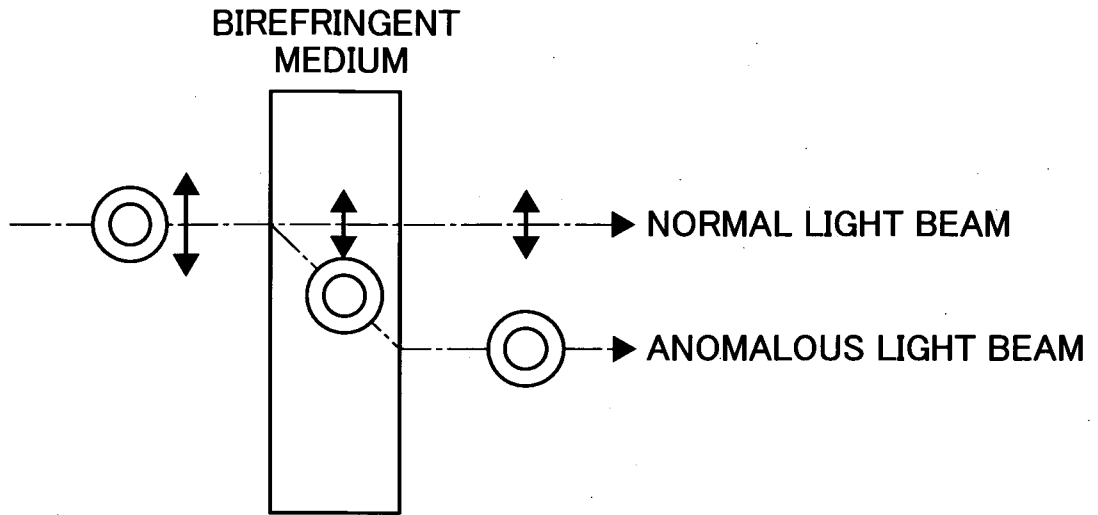 BIREFRINGENT
MEDIUM
NORMAL LIGHT BEAM
ANOMALOUS LIGHT BEAM